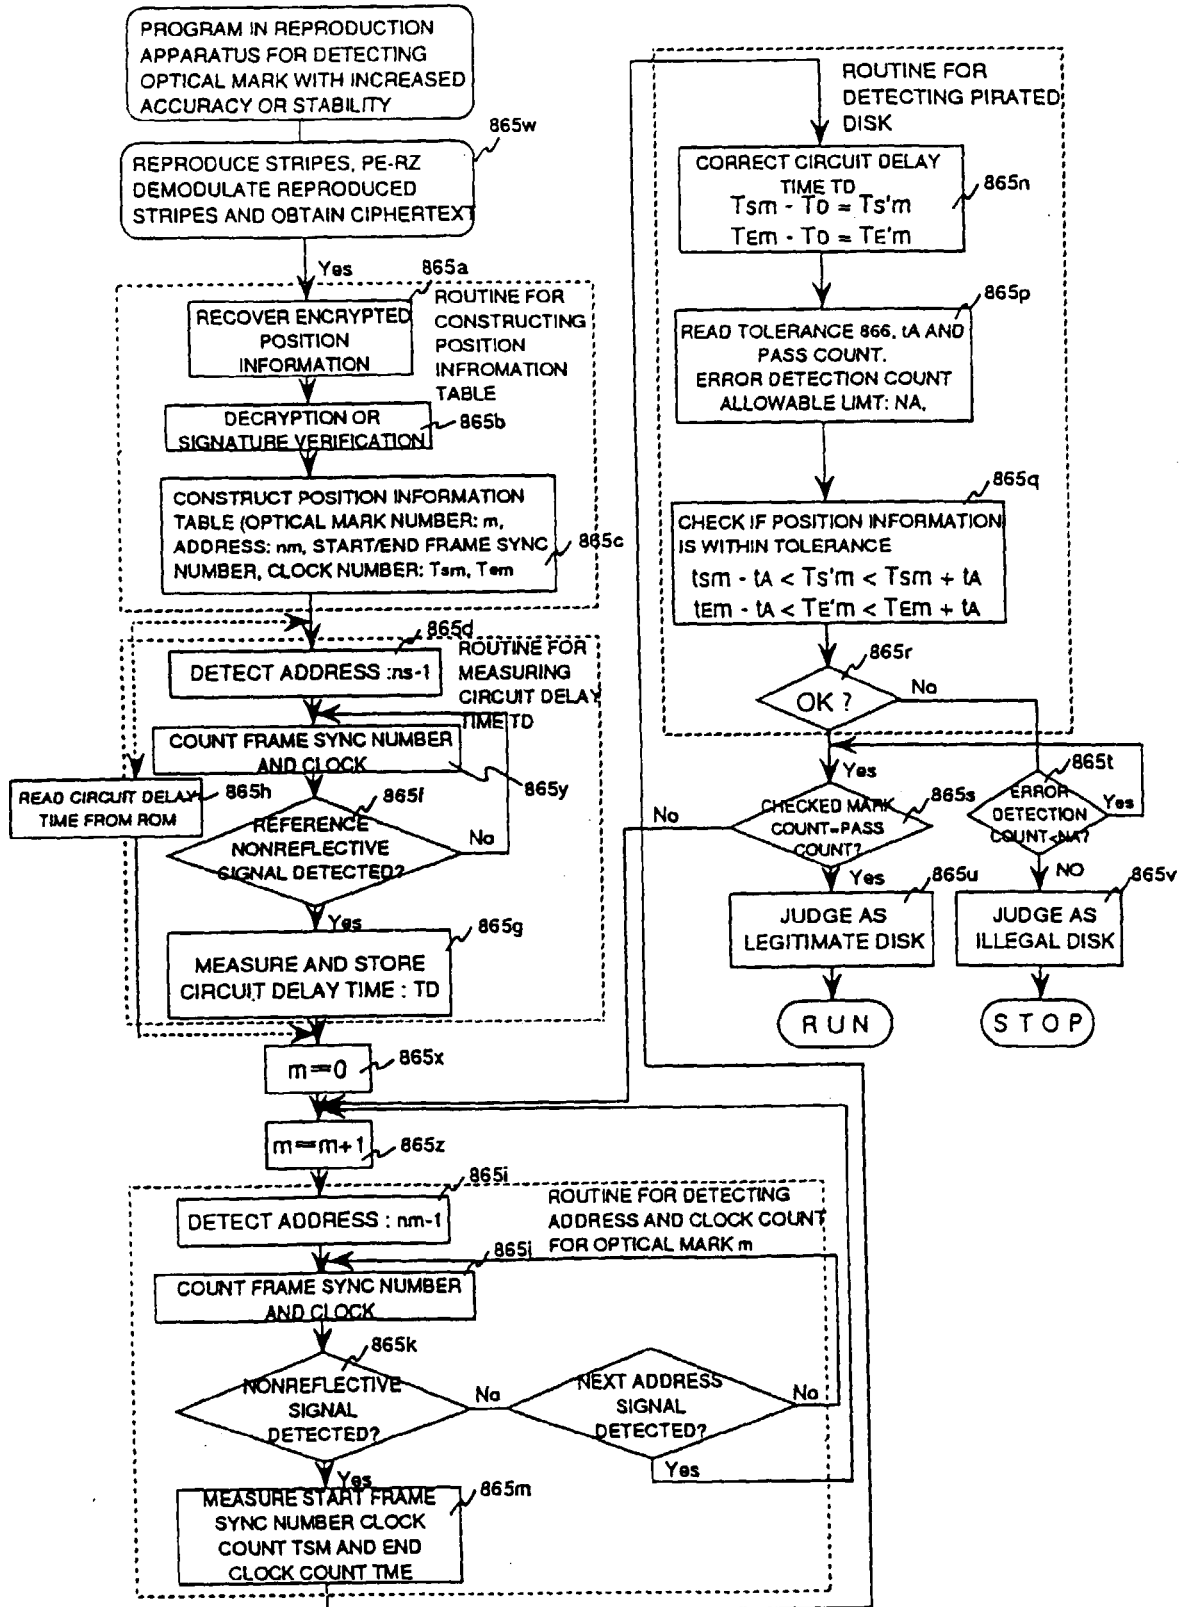 PROGRAM IN REPRODUCTION
APPARATUS FOR DETECTING
OPTICAL MARK WITH INCREASED
ACCURACY OR STABILITY
865w
REPRODUCE STRIPES, PE-RZ
DEMODULATE REPRODUCED
STRIPES AND OBTAIN CIPHERTEXT
Yes
865a
RECOVER ENCRYPTED
POSITION
INFORMATION
ROUTINE FOR
CONSTRUCTING
POSITION
INFROMATION
TABLE
DECRYPTION OR
SIGNATURE VERIFICATION
865b
CONSTRUCT POSITION INFORMATION
TABLE (OPTICAL MARK NUMBER: m,
ADDRESS: nm, START/END FRAME SYNC
NUMBER, CLOCK NUMBER: Tsm, Tem
865c
865d
DETECT ADDRESS :ns-1
ROUTINE FOR
MEASURING
CIRCUIT DELAY
TIME TD
COUNT FRAME SYNC NUMBER
AND CLOCK
865y
READ CIRCUIT DELAY
TIME FROM ROM
865h
865f
REFERENCE
NONREFLECTIVE
SIGNAL DETECTED?
No
Yes
865g
MEASURE AND STORE
CIRCUIT DELAY TIME : TD
m=0
865x
m=m+1
865z
865i
DETECT ADDRESS : nm-1
ROUTINE FOR DETECTING
ADDRESS AND CLOCK COUNT
FOR OPTICAL MARK m
865j
COUNT FRAME SYNC NUMBER
AND CLOCK
865k
NONREFLECTIVE
SIGNAL
DETECTED?
No
NEXT ADDRESS
SIGNAL
DETECTED?
No
Yes
Yes
865m
MEASURE START FRAME
SYNC NUMBER CLOCK
COUNT TSM AND END
CLOCK COUNT TME
ROUTINE FOR
DETECTING PIRATED
DISK
CORRECT CIRCUIT DELAY
TIME TD
Tsm - TD = Ts'm
TEm - TD = TE'm
865n
865p
READ TOLERANCE 866, tA AND
PASS COUNT.
ERROR DETECTION COUNT
ALLOWABLE LIMT: NA,
865q
CHECK IF POSITION INFORMATION
IS WITHIN TOLERANCE
tsm - tA < Ts'm < Tsm + tA
tEm - tA < TE'm < TEm + tA
865r
OK ?
No
Yes
865t
ERROR
DETECTION
COUNT<NA?
Yes
No
CHECKED MARK
COUNT=PASS
COUNT?
865s
Yes
NO
865u
JUDGE AS
LEGITIMATE DISK
865v
JUDGE AS
ILLEGAL DISK
RUN
STOP